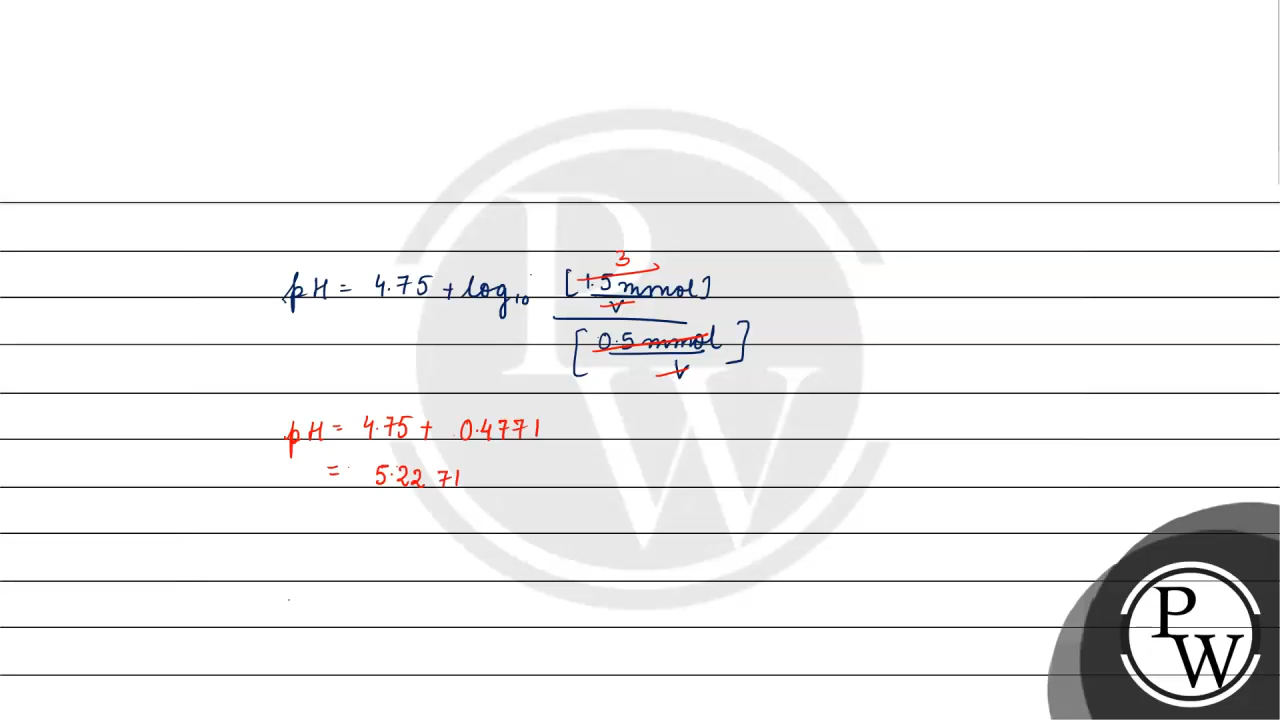 3
pH = 4.75 + log₁₀ [1.5 mmol]
V
[0.5 mmol]
V
pH = 4.75 + 0.4771
= 5.2271
PW
PW